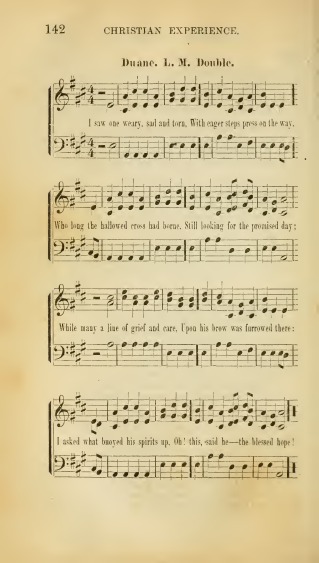 142 CHRISTIAN EXPERIENCE.
Duane. L. M. Double.
I saw one weary, sad and torn, With eager steps press on the way,
Who long the hallowed cross had borne, Still looking for the promised day;
While many a line of grief and care, Upon his brow was furrowed there:
I asked what buoyed his spirits up, Oh! this, said he—the blessed hope!